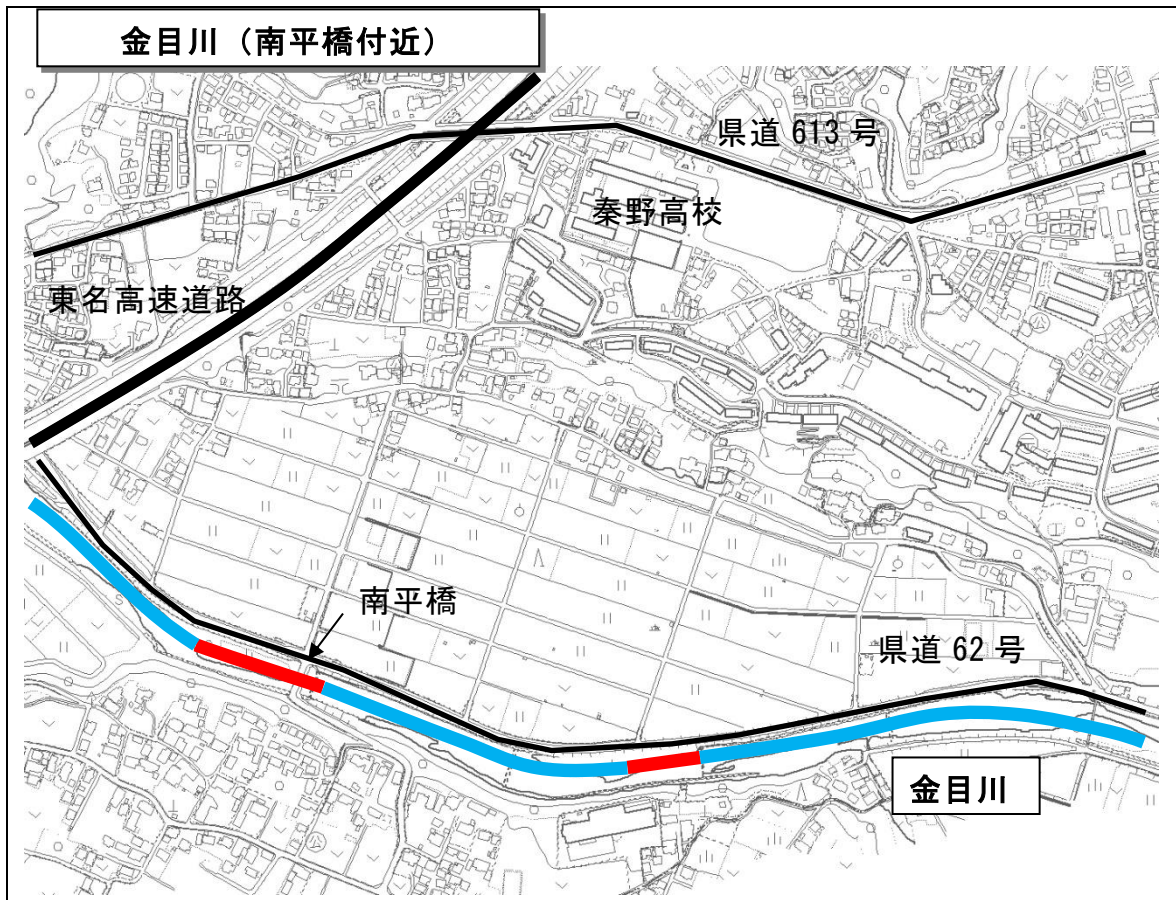 金目川（南平橋付近）
県道 613 号
秦野高校
東名高速道路
南平橋
県道 62 号
金目川